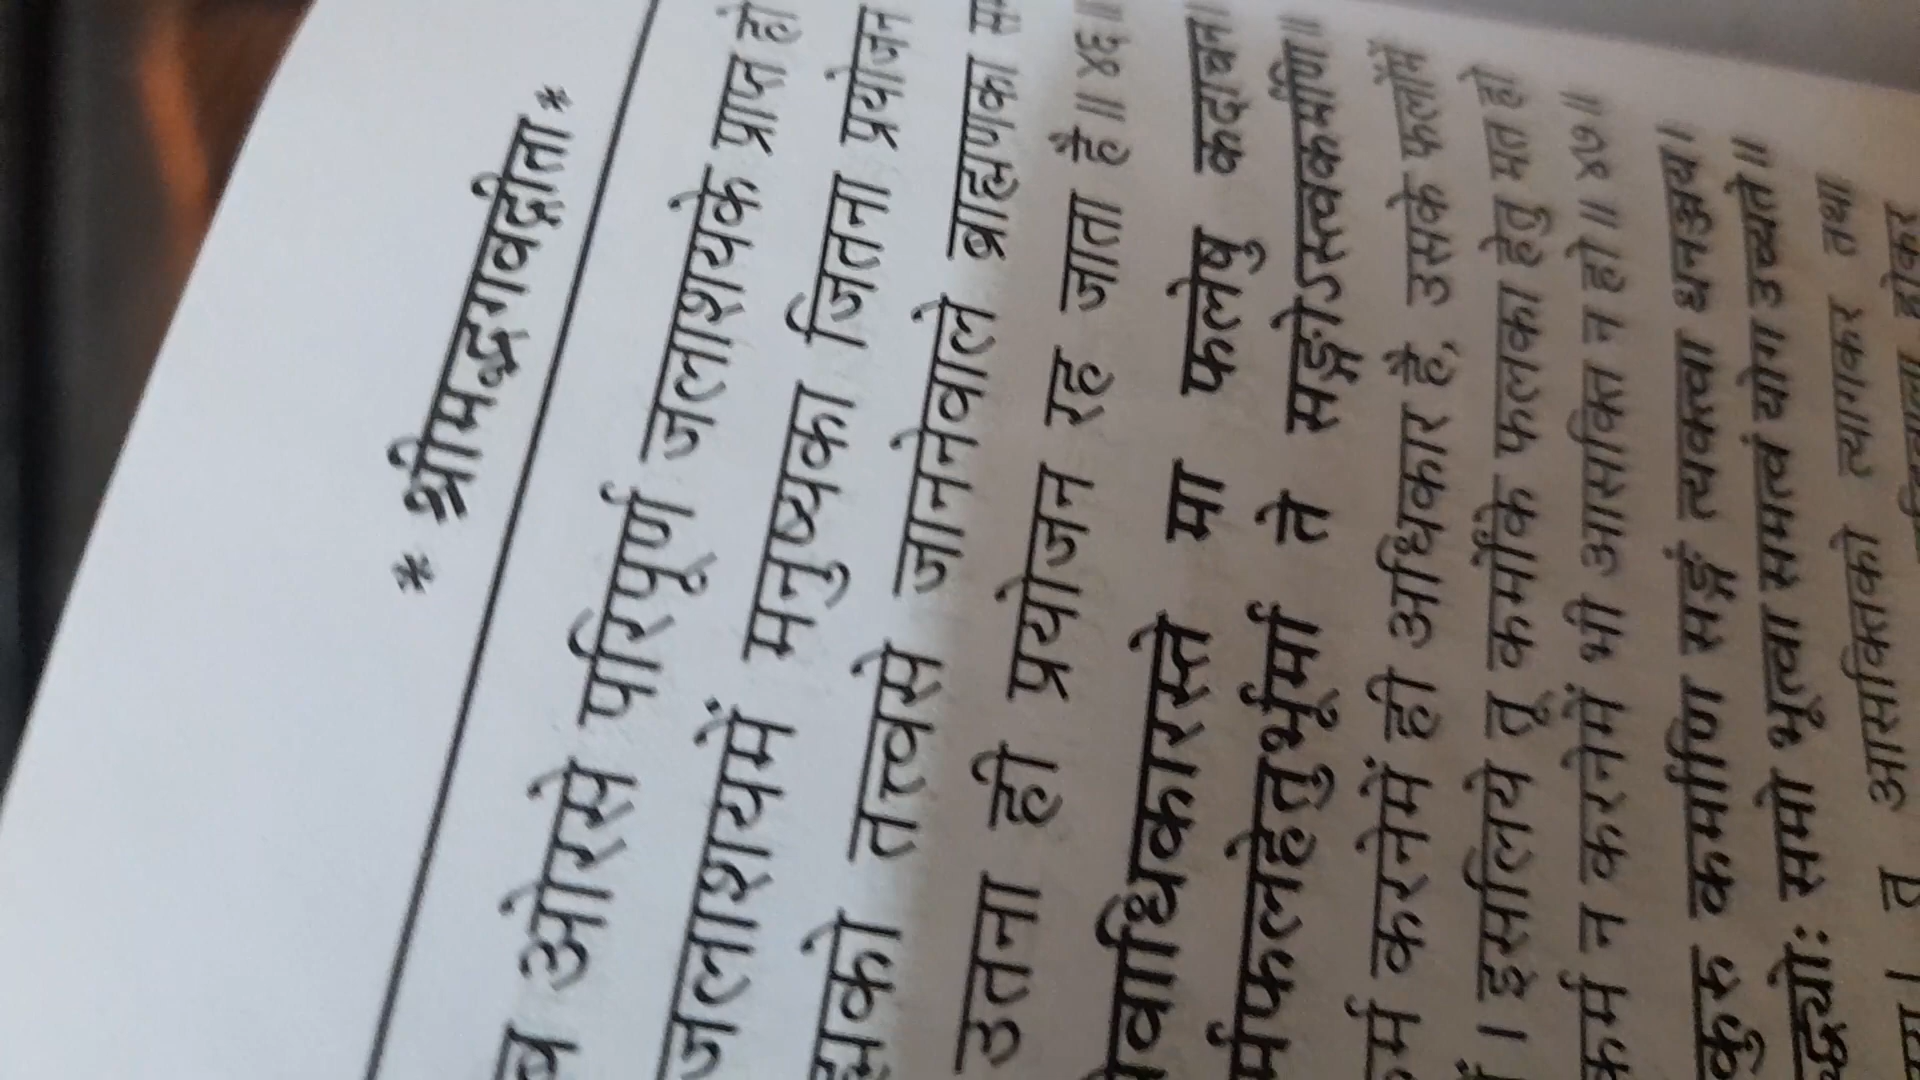 * श्रीमद्भगवद्गीता *
ओरसे परिपूर्ण जलाशयके प्राप्त हो
जलाशयमें मनुष्यका जितना प्रयोजन
तत्त्वसे जाननेवाले ब्राह्मणका
उतना ही प्रयोजन रह जाता है॥ ४६॥
वाधिकारस्ते मा फलेषु कदाचन।
र्मफलहेतुर्भूर्मा ते सङ्गोऽस्त्वकर्मणि॥
र्म करनेमें ही अधिकार है, उसके फलोंमें
। इसलिये तू कर्मोंके फलका हेतु मत हो
कर्म न करनेमें भी आसक्ति न हो॥ ४७॥
कुरु कर्माणि सङ्गं त्यक्त्वा धनञ्जय।
द्ध्योः समो भूत्वा समत्वं योग उच्यते॥
। तू आसक्तिको त्यागकर तथा
होकर